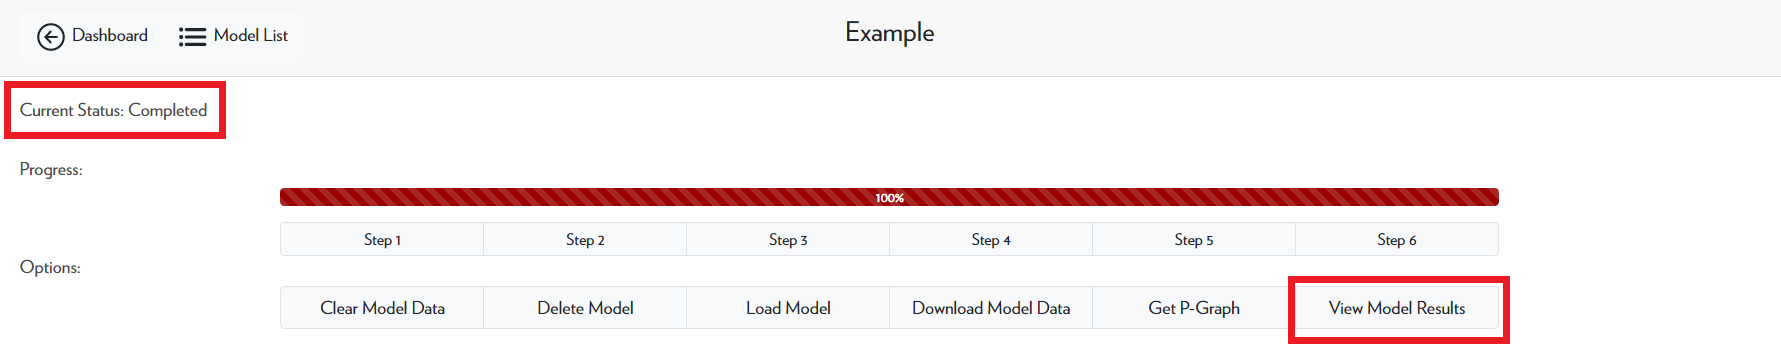 Dashboard Model List Example
Current Status: Completed
Progress:
100%
Step 1 Step 2 Step 3 Step 4 Step 5 Step 6
Options:
Clear Model Data Delete Model Load Model Download Model Data Get P-Graph View Model Results